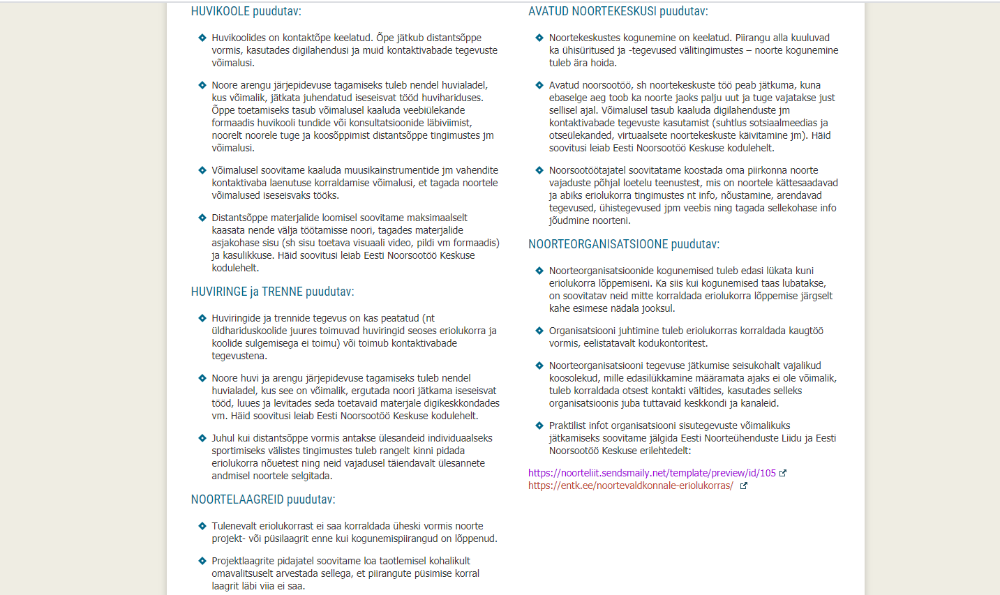 HUVIKOOLE puudutav:
Huvikoolides on kontaktõpe keelatud. Õpe jätkub distantsõppe
vormis, kasutades digilahendusi ja muid kontaktivabade tegevuste
võimalusi.
Noore arengu järjepidevuse tagamiseks tuleb nendel huvialadel,
kus võimalik, jätkata juhendatud iseseisvat tööd huvihariduses.
Õppe toetamiseks tasub võimalusel kaaluda veebiülekande
formaadis huvikooli tundide või konsultatsioonide läbiviimist,
noorelt noorele tuge ja koosõppimist distantsõppe tingimustes jm
võimalusi.
Võimalusel soovitame kaaluda muusikainstrumentide jm vahendite
kontaktivaba laenutuse korraldamise võimalusi, et tagada noortele
võimalused iseseisvaks tööks.
Distantsõppe materjalide loomisel soovitame maksimaalselt
kaasata nende välja töötamisse noori, tagades materjalide
asjakohase sisu (sh sisu toetava visuaali video, pildi vm formaadis)
ja kasulikkuse. Häid soovitusi leiab Eesti Noorsootöö Keskuse
kodulehelt.
HUVIRINGE ja TRENNE puudutav:
Huviringide ja trennide tegevus on kas peatatud (nt
üldhariduskoolide juures toimuvad huviringid seoses eriolukorra ja
koolide sulgemisega ei toimu) või toimub kontaktivabade
tegevustena.
Noore huvi ja arengu järjepidevuse tagamiseks tuleb nendel
huvialadel, kus see on võimalik, ergutada noori jätkama iseseisvat
tööd, luues ja levitades seda toetavaid materjale digikeskkondades
vm. Häid soovitusi leiab Eesti Noorsootöö Keskuse kodulehelt.
Juhul kui distantsõppe vormis antakse ülesandeid individuaalseks
sportimiseks välistes tingimustes tuleb rangelt kinni pidada
eriolukorra nõuetest ning neid vajadusel täiendavalt ülesannete
andmisel noortele selgitada.
NOORTELAAGREID puudutav:
Tulenevalt eriolukorrast ei saa korraldada üheski vormis noorte
projekt- või püsilaagrit enne kui kogunemispiirangud on lõppenud.
Projektlaagrite pidajatel soovitame loa taotlemisel kohalikult
omavalitsuselt arvestada sellega, et piirangute püsimise korral
laagrit läbi viia ei saa.
AVATUD NOORTEKESKUSI puudutav:
Noortekeskustes kogunemine on keelatud. Piirangu alla kuuluvad
ka ühisüritused ja -tegevused välitingimustes – noorte kogunemine
tuleb ära hoida.
Avatud noorsootöö, sh noortekeskuste töö peab jätkuma, kuna
ebaselge aeg toob ka noorte jaoks palju uut ja tuge vajatakse just
sellisel ajal. Võimalusel tasub kaaluda digilahenduste jm
kontaktivabade tegevuste kasutamist (suhtlus sotsiaalmeedias ja
otseülekanded, virtuaalsete noortekeskuste käivitamine jm). Häid
soovitusi leiab Eesti Noorsootöö Keskuse kodulehelt.
Noorsootöötajatel soovitatame koostada oma piirkonna noorte
vajaduste põhjal loetelu teenustest, mis on noortele kättesaadavad
ja abiks eriolukorra tingimustes nt info, nõustamine, arendavad
tegevused, ühistegevused jpm veebis ning tagada sellekohase info
jõudmine noorteni.
NOORTEORGANISATSIOONE puudutav:
Noorteorganisatsioonide kogunemised tuleb edasi lükata kuni
eriolukorra lõppemiseni. Ka siis kui kogunemised taas lubatakse,
on soovitatav neid mitte korraldada eriolukorra lõppemise järgselt
kahe esimese nädala jooksul.
Organisatsiooni juhtimine tuleb eriolukorras korraldada kaugtöö
vormis, eelistatavalt kodukontoritest.
Noorteorganisatsiooni tegevuse jätkumise seisukohalt vajalikud
koosolekud, mille edasilükkamine määramata ajaks ei ole võimalik,
tuleb korraldada otsest kontakti vältides, kasutades selleks
organisatsioonis juba tuttavaid keskkondi ja kanaleid.
Praktilist infot organisatsiooni sisutegevuste võimalikuks
jätkamiseks soovitame jälgida Eesti Noorteühenduste Liidu ja Eesti
Noorsootöö Keskuse erilehtedelt:
https://noorteliit.sendsmaily.net/template/preview/id/105
https://entk.ee/noortevaldkonnale-eriolukorras/